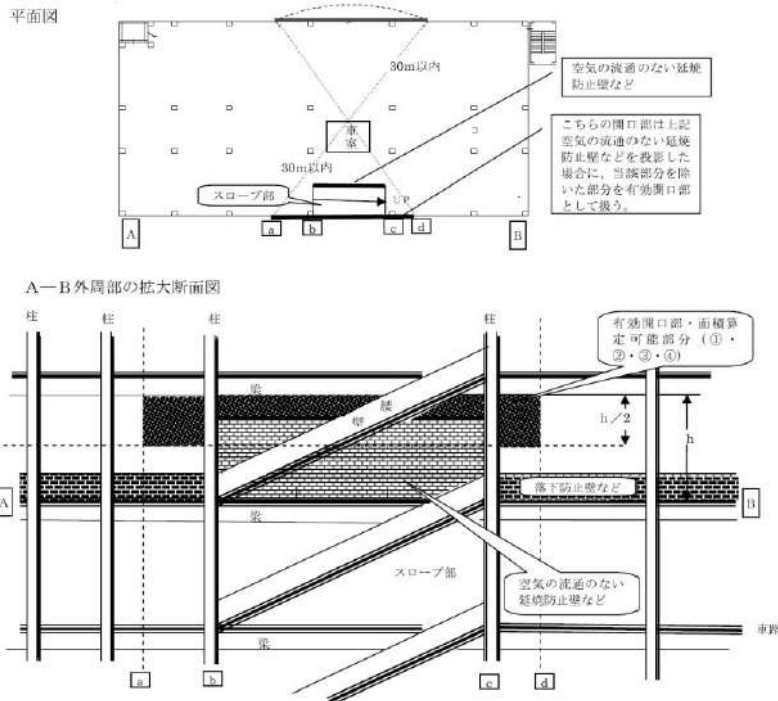 平面図
30m以内
空気の流通のない延焼
防止壁など
車
室
こちらの開口部は上記
空気の流通のない延焼
防止壁などを投影した
場合に、当該部分を除
いた部分を有効開口部
として扱う。
30m以内
スロープ部
UP
A
a
b
c
d
B
A―B外周部の拡大断面図
柱
柱
柱
柱
有効開口部・面積算
定可能部分(①・
②・③・④)
梁
腰
壁
h/2
h
A
落下防止壁など
B
梁
スロープ部
空気の流通のない
延焼防止壁など
車路
梁
a
b
c
d